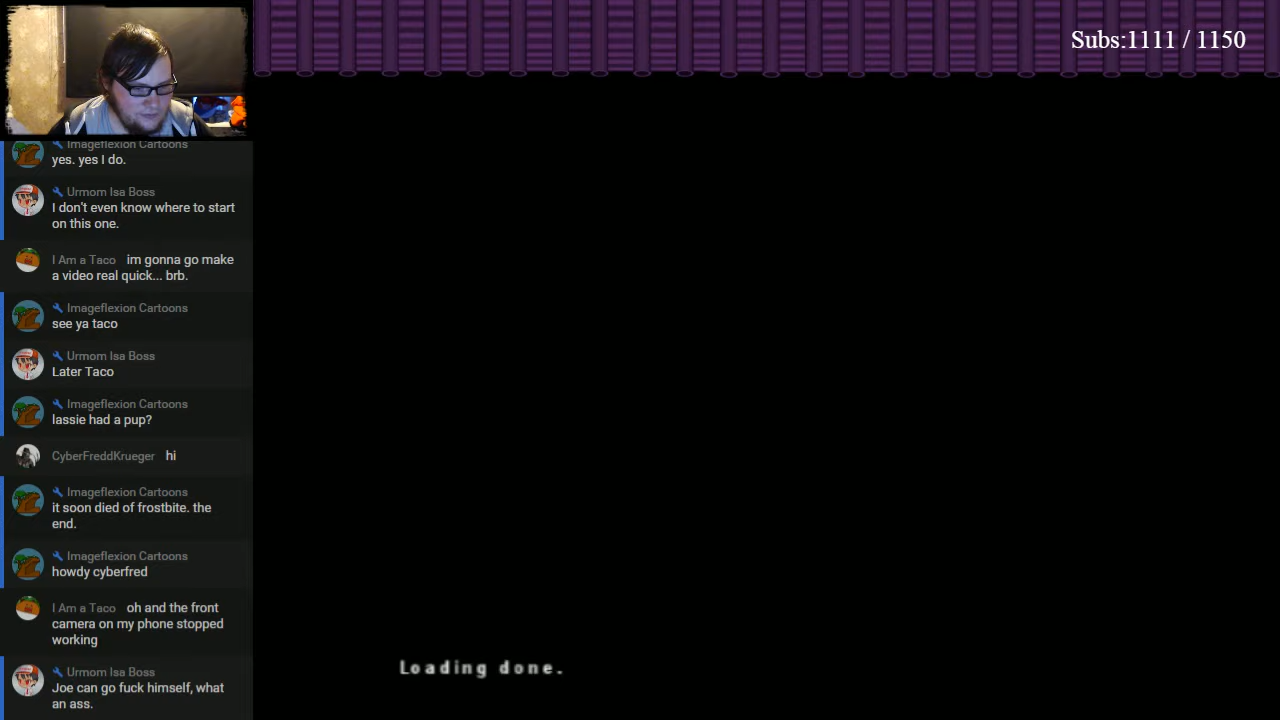 Subs:1111 / 1150
Imageflexion Cartoons
yes. yes I do.
Urmom Isa Boss
I don't even know where to start
on this one.
I Am a Taco im gonna go make
a video real quick... brb.
Imageflexion Cartoons
see ya taco
Urmom Isa Boss
Later Taco
Imageflexion Cartoons
lassie had a pup?
CyberFreddKrueger hi
Imageflexion Cartoons
it soon died of frostbite. the
end.
Imageflexion Cartoons
howdy cyberfred
I Am a Taco oh and the front
camera on my phone stopped
working
Urmom Isa Boss
Joe can go fuck himself, what
an ass.
Loading done.